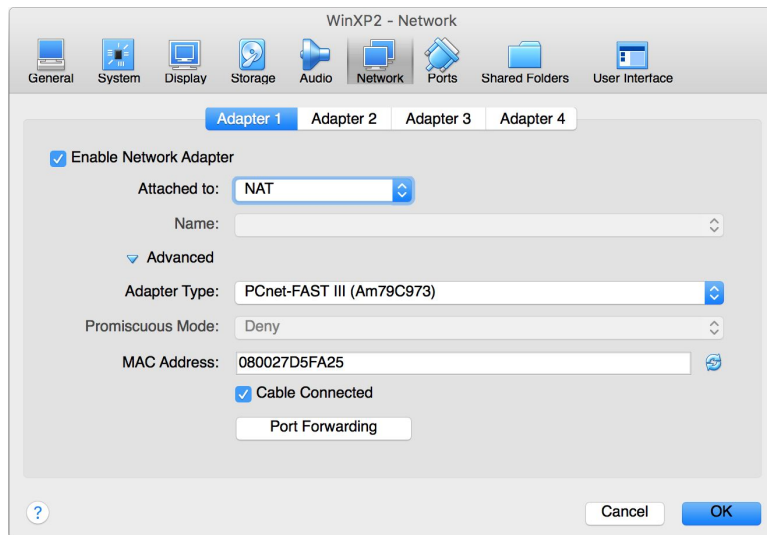 WinXP2 - Network
General System Display Storage Audio Network Ports Shared Folders User Interface
Adapter 1 Adapter 2 Adapter 3 Adapter 4
Enable Network Adapter
Attached to: NAT
Name:
Advanced
Adapter Type: PCnet-FAST III (Am79C973)
Promiscuous Mode: Deny
MAC Address: 080027D5FA25
Cable Connected
Port Forwarding
? Cancel OK